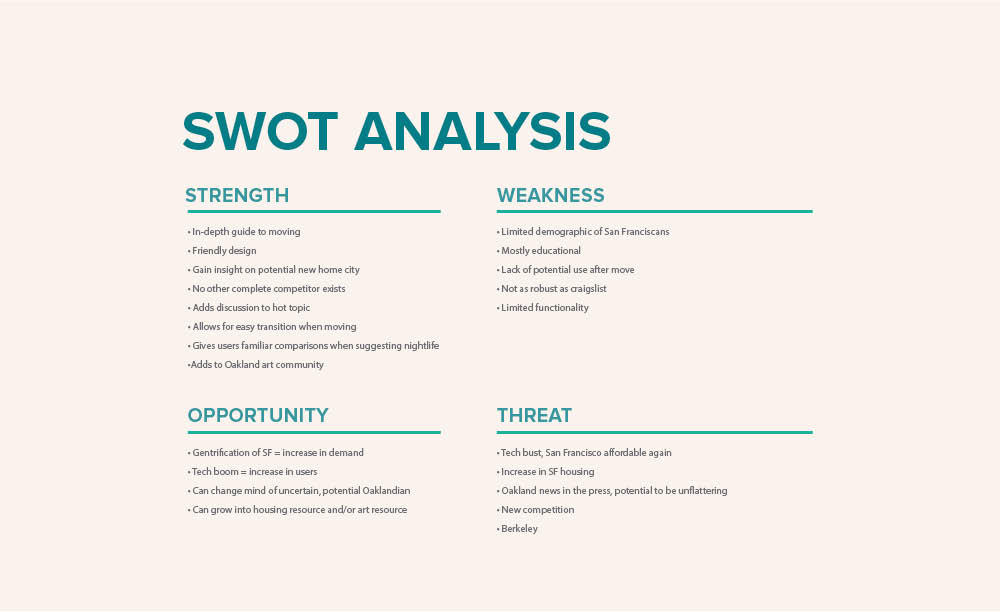 SWOT ANALYSIS
STRENGTH
• In-depth guide to moving
• Friendly design
• Gain insight on potential new home city
• No other complete competitor exists
• Adds discussion to hot topic
• Allows for easy transition when moving
• Gives users familiar comparisons when suggesting nightlife
•Adds to Oakland art community
WEAKNESS
• Limited demographic of San Franciscans
• Mostly educational
• Lack of potential use after move
• Not as robust as craigslist
• Limited functionality
OPPORTUNITY
• Gentrification of SF = increase in demand
• Tech boom = increase in users
• Can change mind of uncertain, potential Oaklandian
• Can grow into housing resource and/or art resource
THREAT
• Tech bust, San Francisco affordable again
• Increase in SF housing
• Oakland news in the press, potential to be unflattering
• New competition
• Berkeley